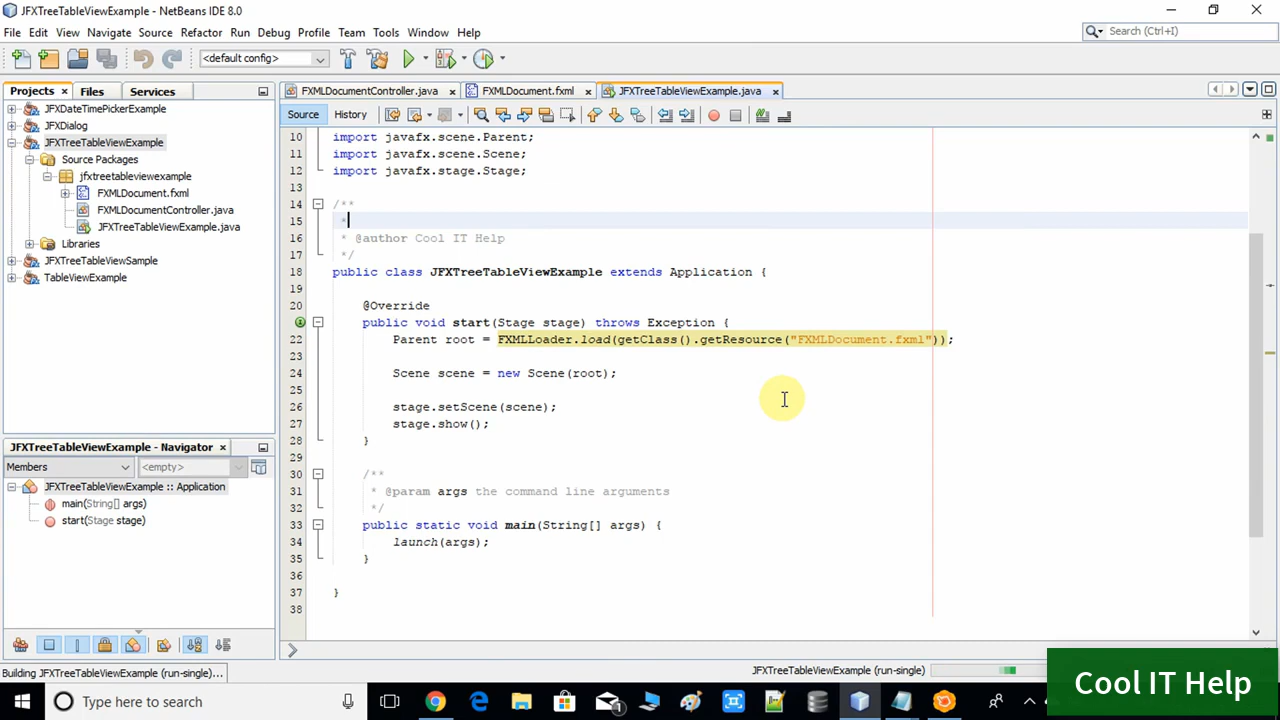 JFXTreeTableViewExample - NetBeans IDE 8.0
File Edit View Navigate Source Refactor Run Debug Profile Team Tools Window Help
Search (Ctrl+I)
<default config>
Projects Files Services
FXMLDocumentController.java FXMLDocument.fxml JFXTreeTableViewExample.java
Source History
JFXDateTimePickerExample
JFXDialog
JFXTreeTableViewExample
Source Packages
jfxtreetableviewexample
FXMLDocument.fxml
FXMLDocumentController.java
JFXTreeTableViewExample.java
Libraries
JFXTreeTableViewSample
TableViewExample
10 import javafx.scene.Parent;
11 import javafx.scene.Scene;
12 import javafx.stage.Stage;
13
14 /**
15 *
16 * @author Cool IT Help
17 */
18 public class JFXTreeTableViewExample extends Application {
19
20 @Override
public void start(Stage stage) throws Exception {
22 Parent root = FXMLLoader.load(getClass().getResource("FXMLDocument.fxml"));
23
24 Scene scene = new Scene(root);
25
26 stage.setScene(scene);
27 stage.show();
28 }
29
30 /**
31 * @param args the command line arguments
32 */
33 public static void main(String[] args) {
34 launch(args);
35 }
36
37 }
38
JFXTreeTableViewExample - Navigator
Members <empty>
JFXTreeTableViewExample :: Application
main(String[] args)
start(Stage stage)
Building JFXTreeTableViewExample (run-single)...
JFXTreeTableViewExample (run-single)
Cool IT Help
Type here to search
1